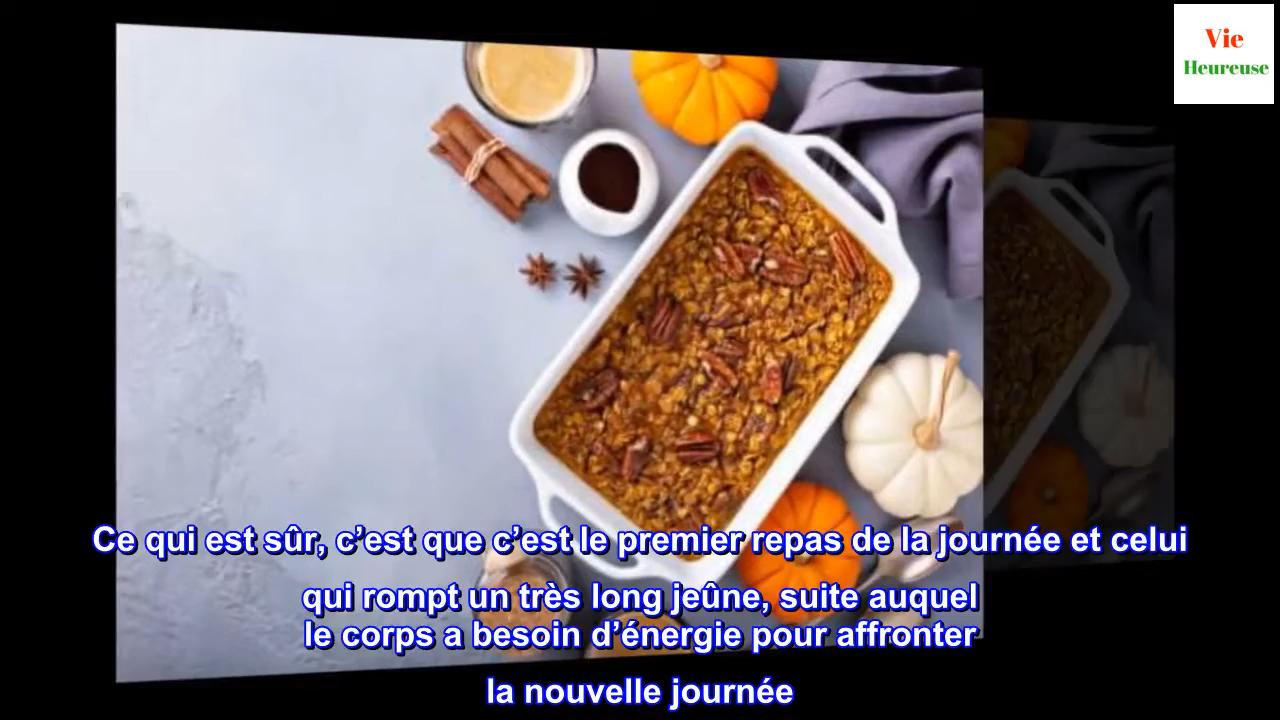 Vie
Heureuse
Ce qui est sûr, c’est que c’est le premier repas de la journée et celui
qui rompt un très long jeûne, suite auquel
le corps a besoin d’énergie pour affronter
la nouvelle journée